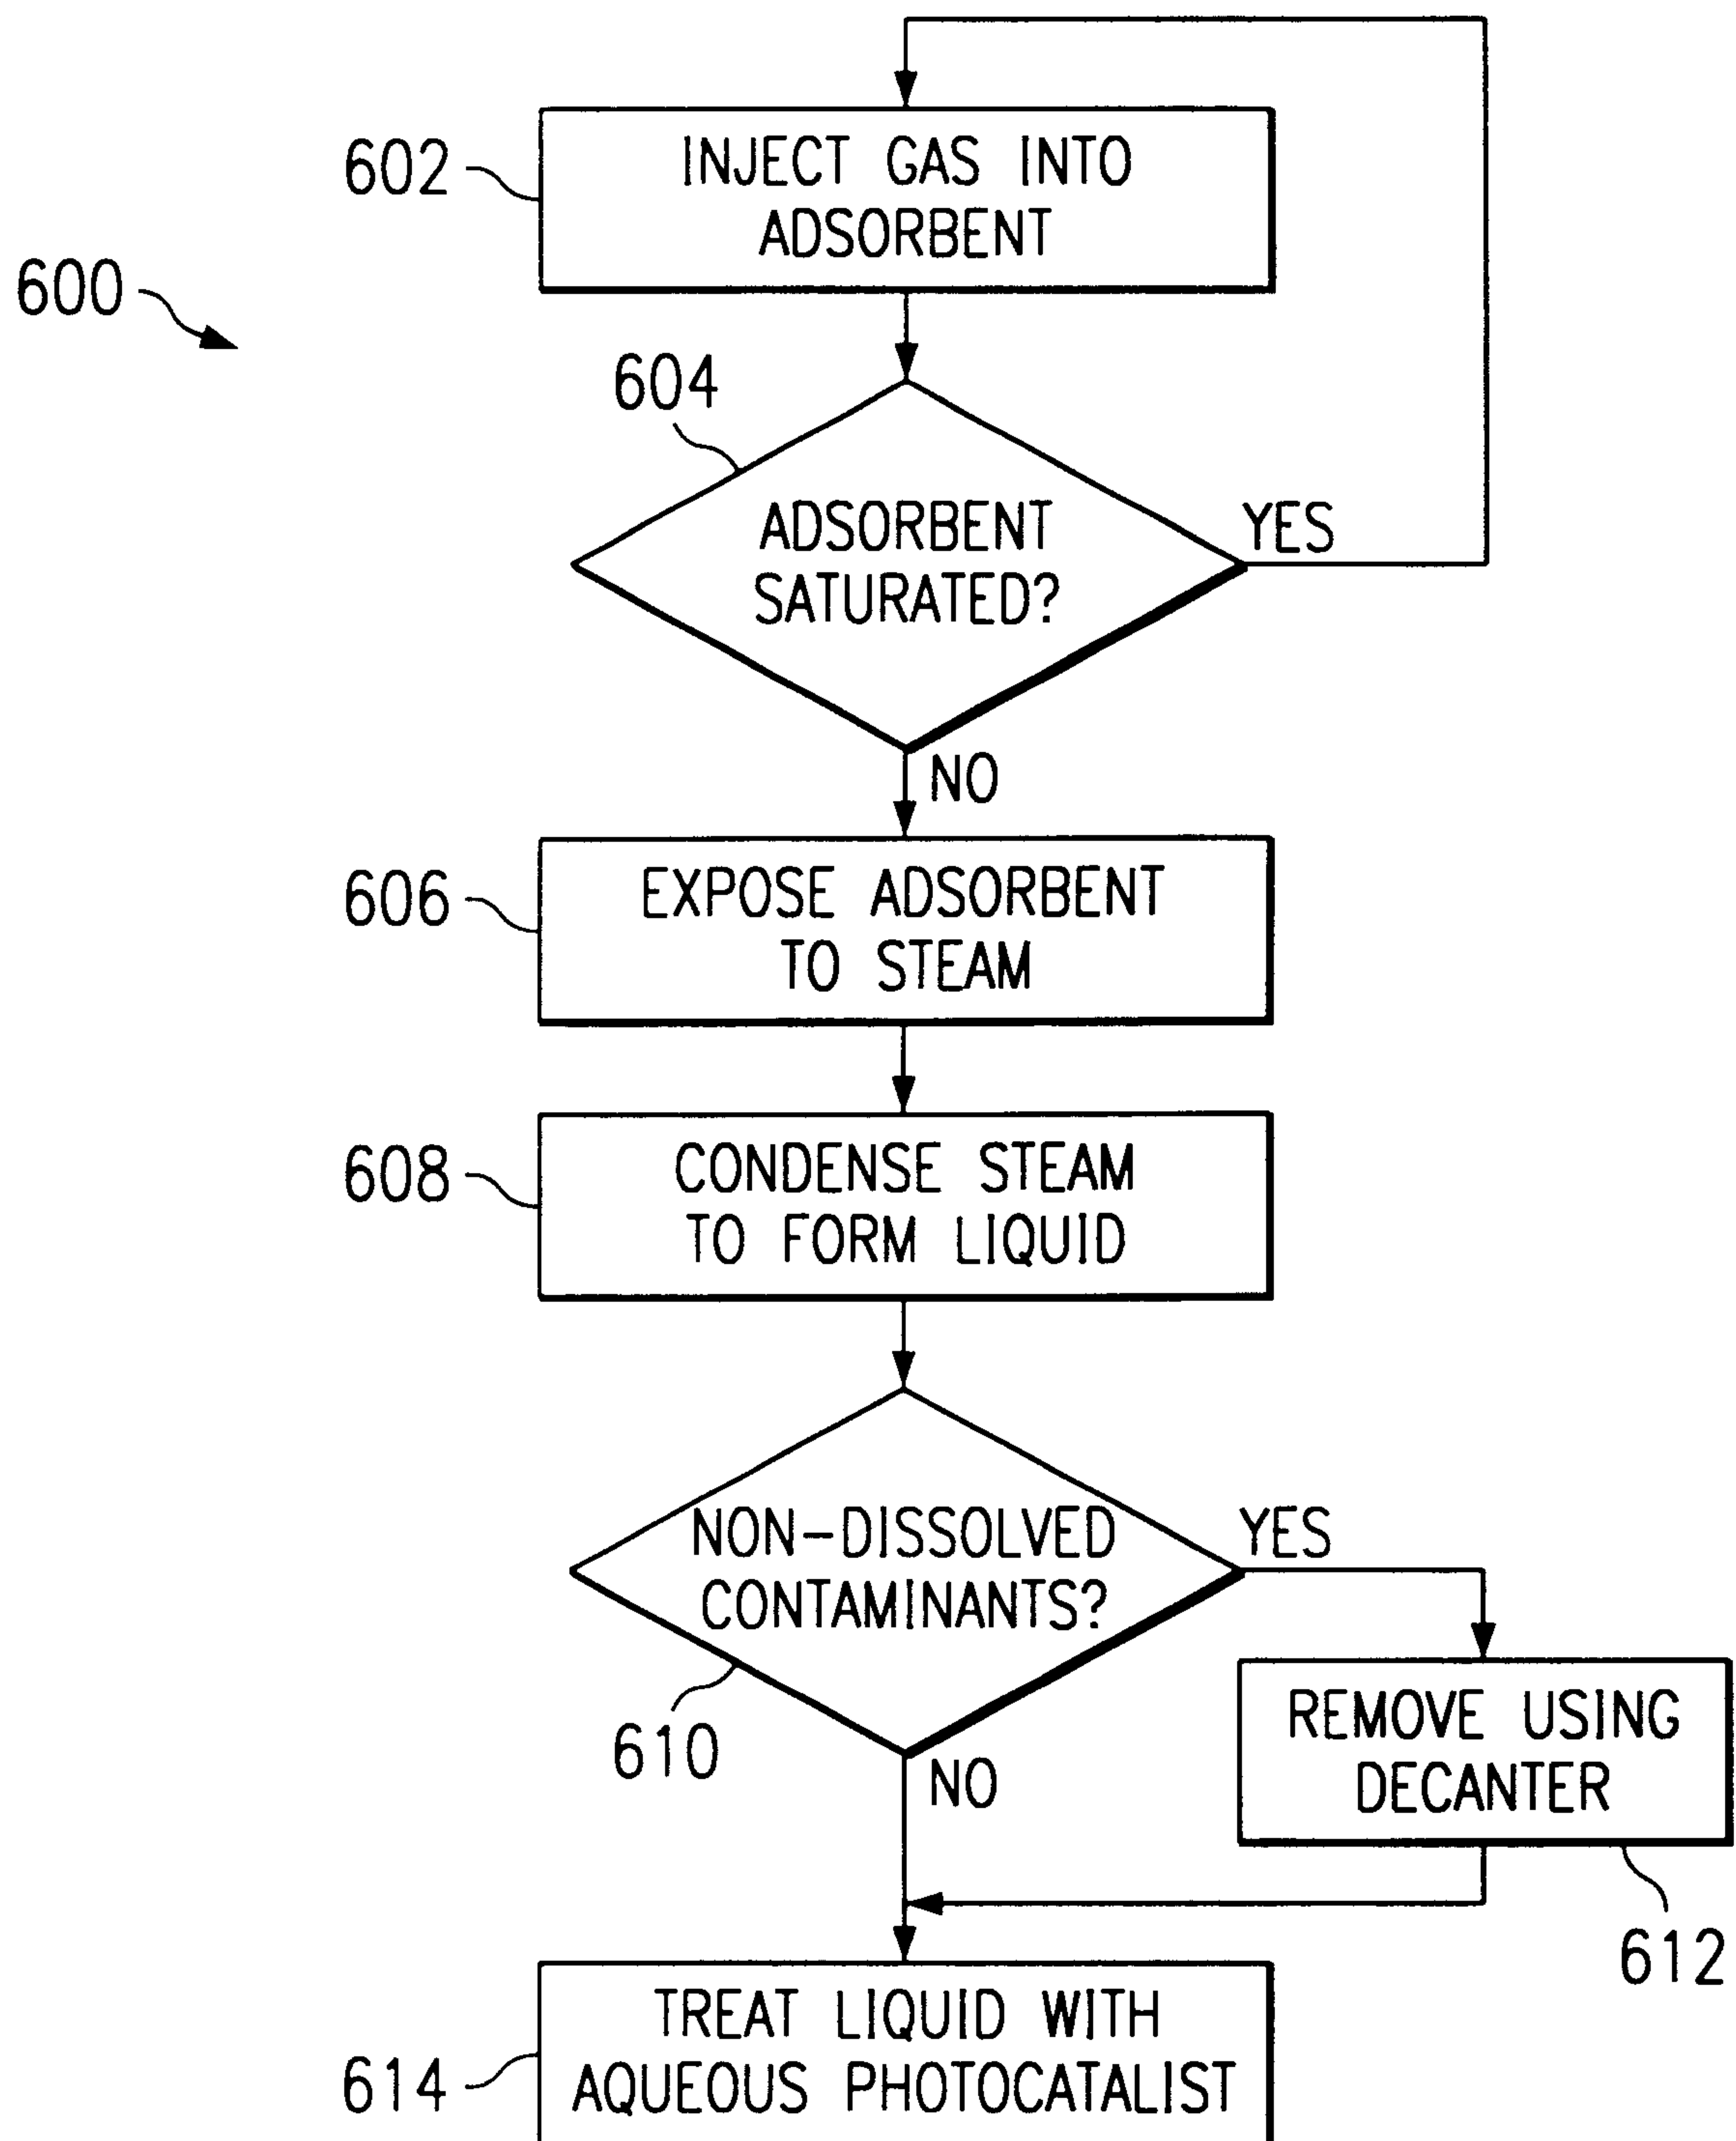 602
INJECT GAS INTO
ADSORBENT
600
604
ADSORBENT
SATURATED?
YES
NO
606
EXPOSE ADSORBENT
TO STEAM
608
CONDENSE STEAM
TO FORM LIQUID
NON-DISSOLVED
CONTAMINANTS?
YES
610
NO
REMOVE USING
DECANTER
612
614
TREAT LIQUID WITH
AQUEOUS PHOTOCATALIST